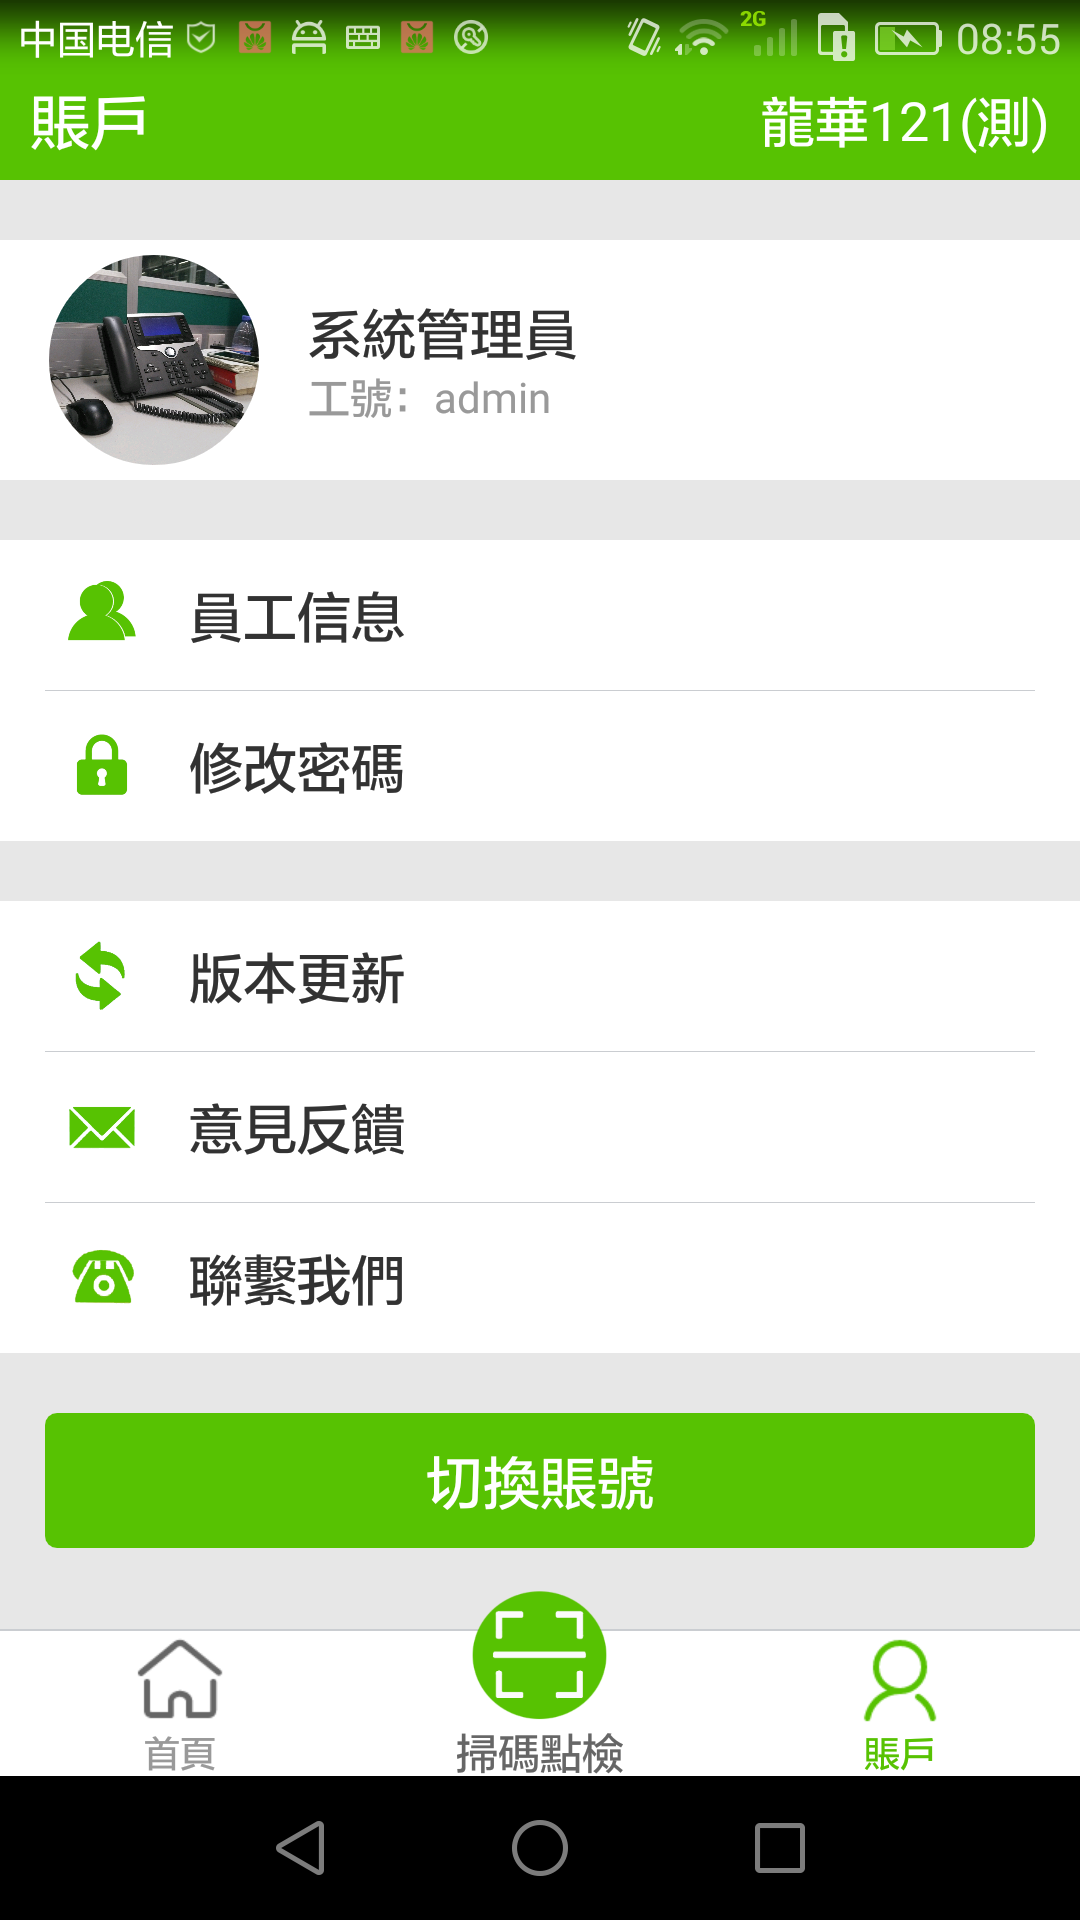 中国电信 2G 08:55
賬戶 龍華121(測)
系統管理員
工號：admin
員工信息
修改密碼
版本更新
意見反饋
聯繫我們
切換賬號
首頁 掃碼點檢 賬戶